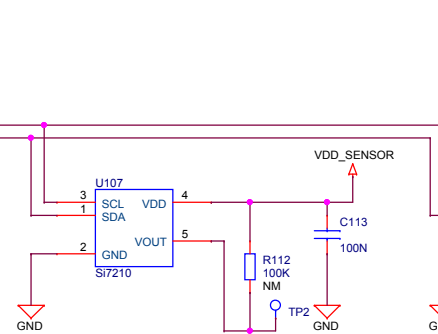 VDD_SENSOR
U107
3 SCL VDD 4
1 SDA
VOUT 5
2 GND
Si7210
C113
100N
R112
100K
NM
TP2
GND
GND
G